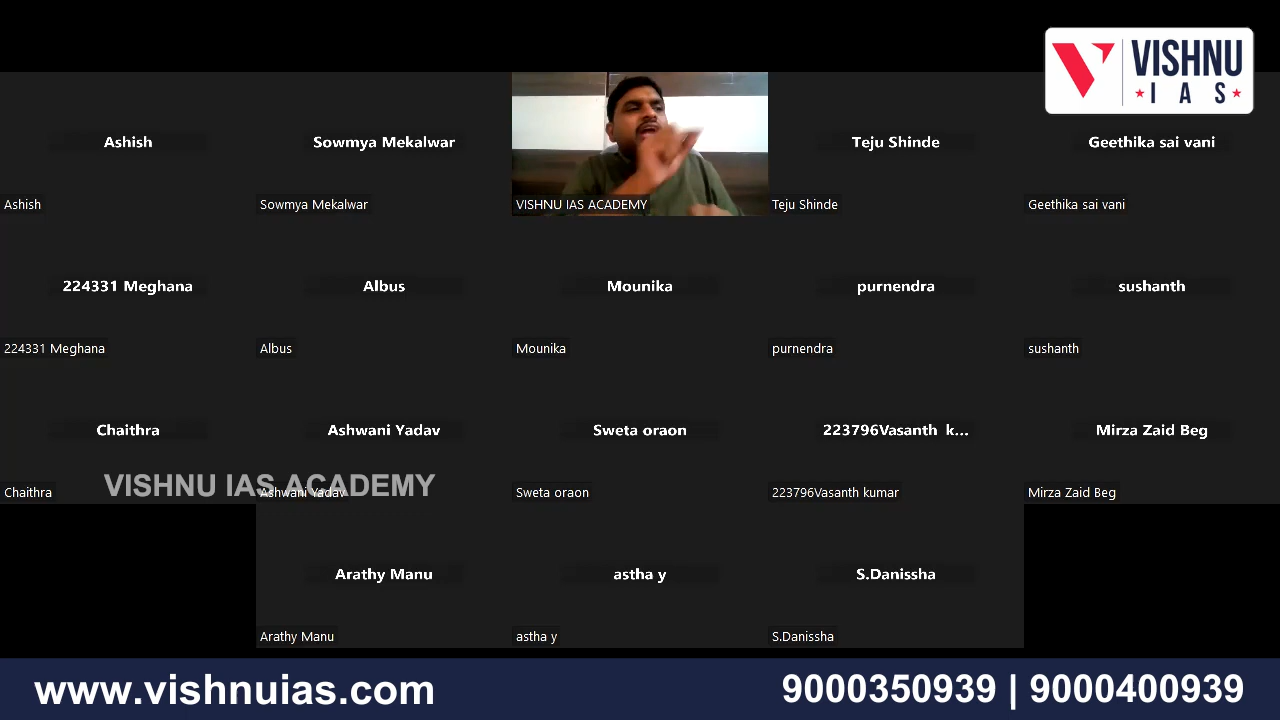 VISHNU
IAS
Ashish
Sowmya Mekalwar
Teju Shinde
Geethika sai vani
Ashish
Sowmya Mekalwar
VISHNU IAS ACADEMY
Teju Shinde
Geethika sai vani
224331 Meghana
Albus
Mounika
purnendra
sushanth
224331 Meghana
Albus
Mounika
purnendra
sushanth
Chaithra
Ashwani Yadav
Sweta oraon
223796Vasanth k...
Mirza Zaid Beg
VISHNU IAS ACADEMY
Chaithra
Ashwani Yadav
Sweta oraon
223796Vasanth kumar
Mirza Zaid Beg
Arathy Manu
astha y
S.Danissha
Arathy Manu
astha y
S.Danissha
www.vishnuias.com
9000350939 | 9000400939